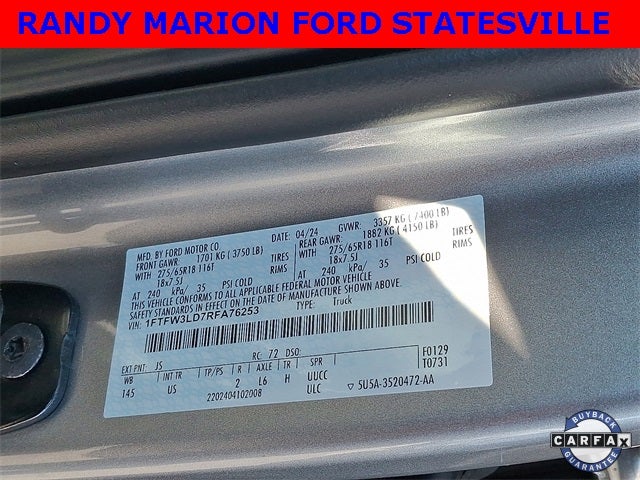 RANDY MARION FORD STATESVILLE
MFD. BY FORD MOTOR CO.
DATE: 04/24 GVWR: 3357 KG ( 7400 LB)
FRONT GAWR: 1701 KG ( 3750 LB) REAR GAWR: 1882 KG ( 4150 LB)
WITH 275/65R18 116T TIRES WITH 275/65R18 116T TIRES
18x7.5J RIMS 18x7.5J RIMS
AT 240 kPa/ 35 PSI COLD AT 240 kPa/ 35 PSI COLD
THIS VEHICLE CONFORMS TO ALL APPLICABLE FEDERAL MOTOR VEHICLE
SAFETY STANDARDS IN EFFECT ON THE DATE OF MANUFACTURE SHOWN ABOVE.
VIN: 1FTFW3LD7RFA76253 TYPE: Truck
EXT PNT: JS RC: 72 DSO: F0129
WB INT TR TP/PS R AXLE TR SPR T0731
145 US 2 L6 H UUCC
2202404102008 ULC 5U5A-3520472-AA
BUYBACK
CARFAX
GUARANTEE